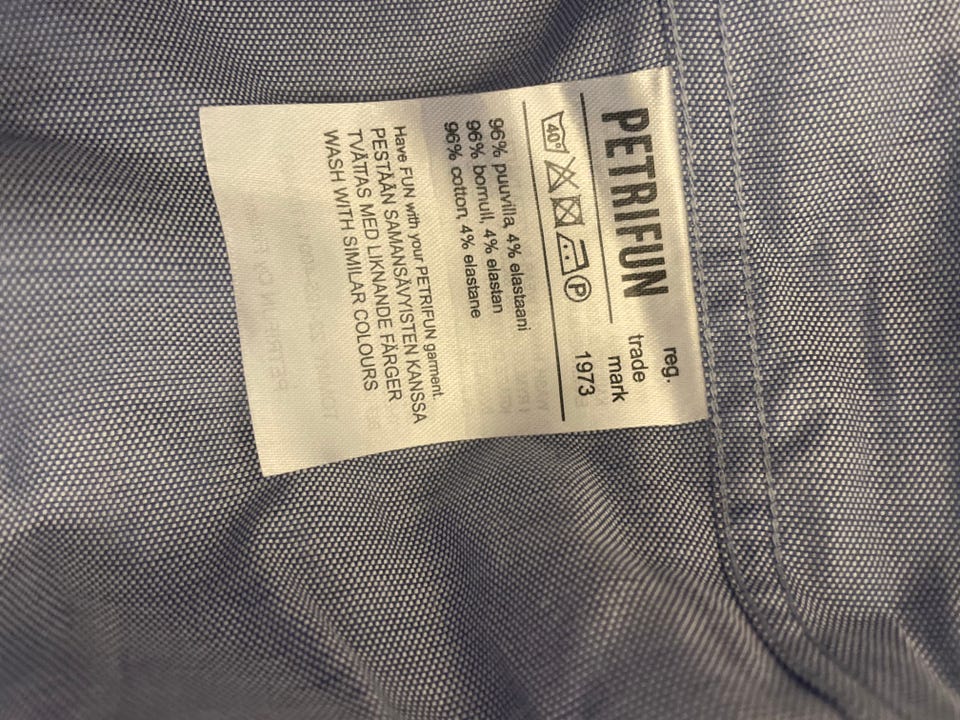 PETRIFUN
reg.
trade
mark
1973
40°
P
96% puuvilla, 4% elastaani
96% bomull, 4% elastan
96% cotton, 4% elastane
Have FUN with your PETRIFUN garment.
PESTÄÄN SAMANSÄVYISTEN KANSSA
TVÄTTAS MED LIKNANDE FÄRGER
WASH WITH SIMILAR COLOURS